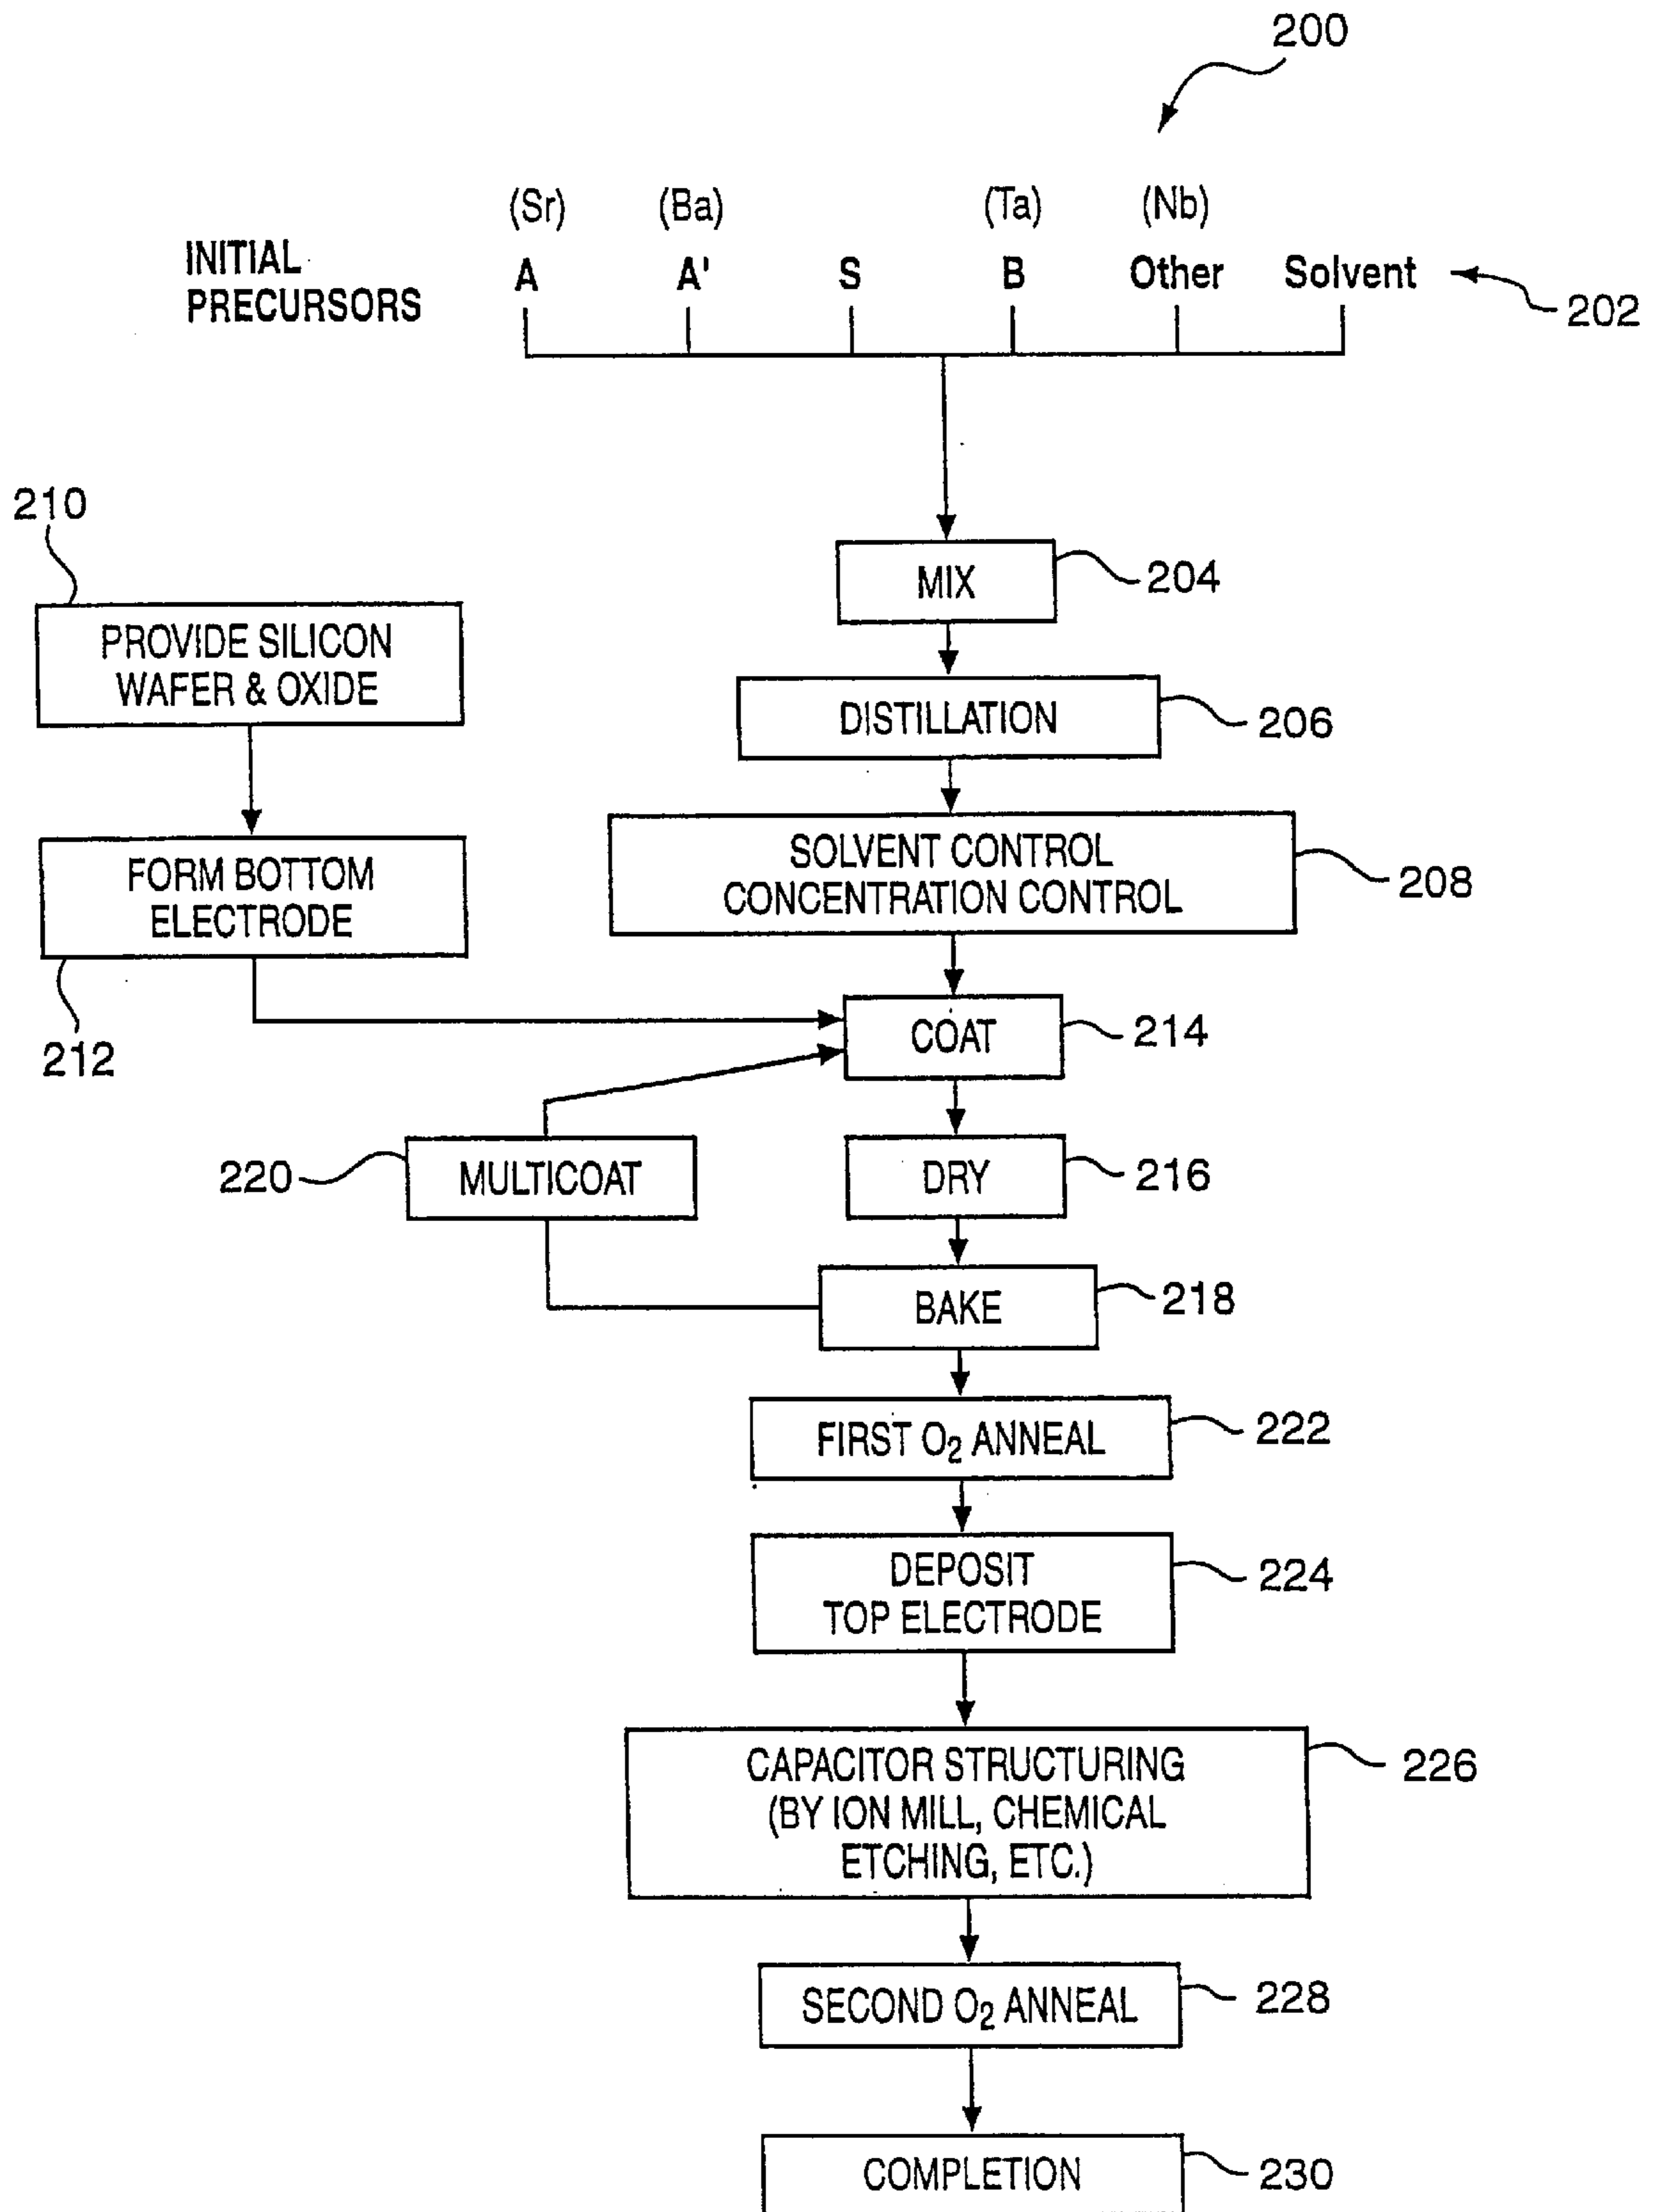 200
(Sr) (Ba) (Ta) (Nb)
INITIAL
PRECURSORS
A A' S B Other Solvent
202
MIX
204
DISTILLATION
206
SOLVENT CONTROL
CONCENTRATION CONTROL
208
210
PROVIDE SILICON
WAFER & OXIDE
FORM BOTTOM
ELECTRODE
212
COAT
214
DRY
216
BAKE
218
220
MULTICOAT
FIRST O₂ ANNEAL
222
DEPOSIT
TOP ELECTRODE
224
CAPACITOR STRUCTURING
(BY ION MILL, CHEMICAL
ETCHING, ETC.)
226
SECOND O₂ ANNEAL
228
COMPLETION
230